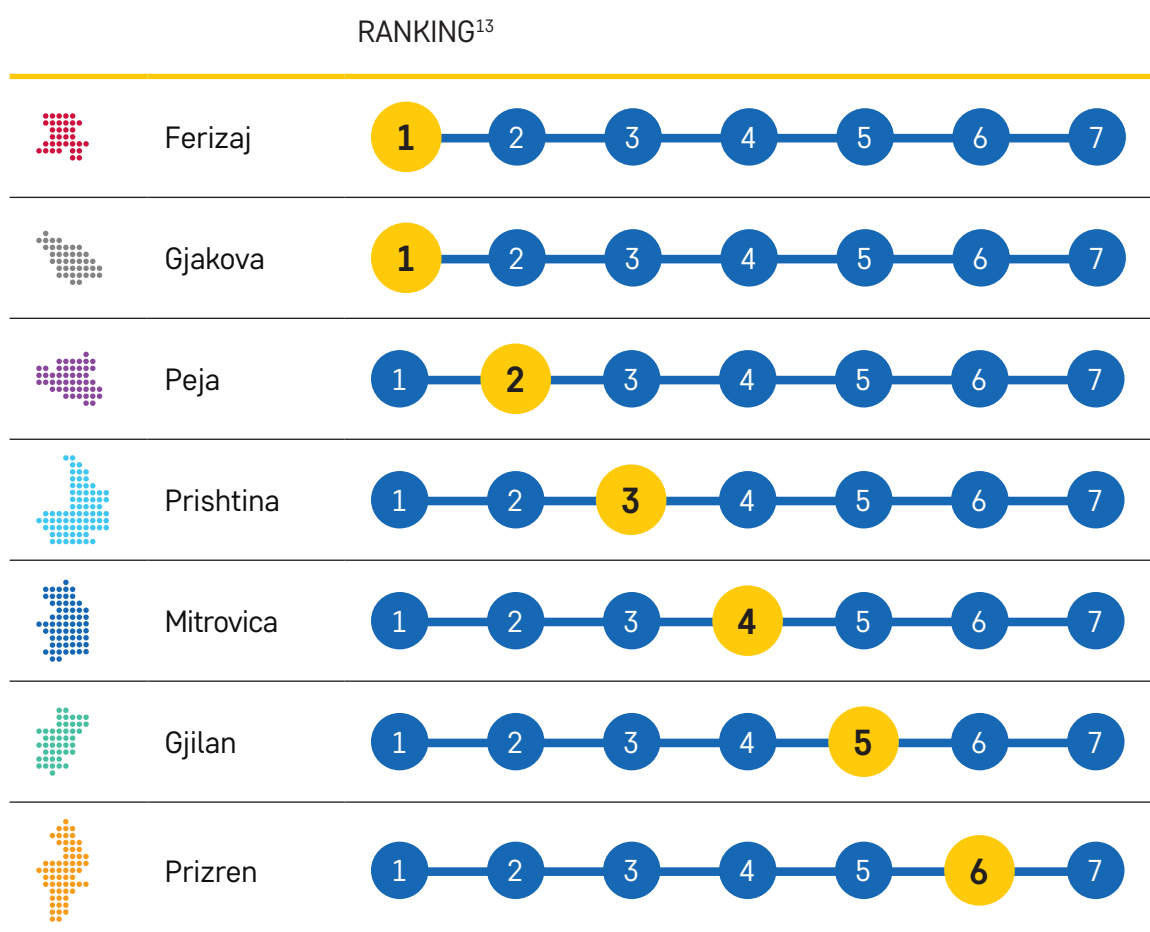 RANKING13
Ferizaj 1 2 3 4 5 6 7
Gjakova 1 2 3 4 5 6 7
Peja 1 2 3 4 5 6 7
Prishtina 1 2 3 4 5 6 7
Mitrovica 1 2 3 4 5 6 7
Gjilan 1 2 3 4 5 6 7
Prizren 1 2 3 4 5 6 7